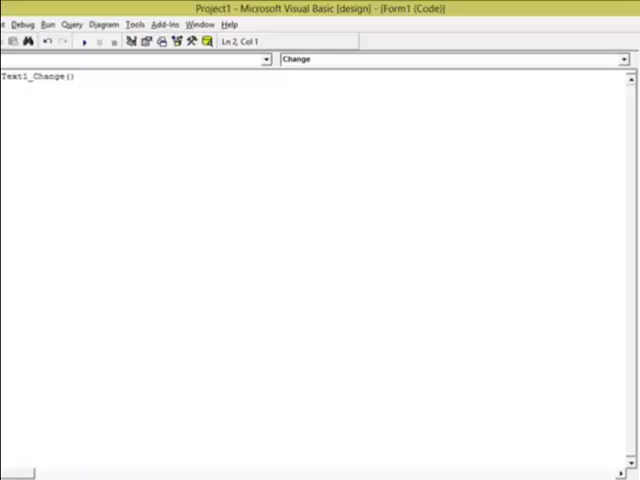 Project1 - Microsoft Visual Basic [design] - [Form1 (Code)]
t Debug Run Query Diagram Tools Add-Ins Window Help
Ln 2, Col 1
Change
Text1_Change()